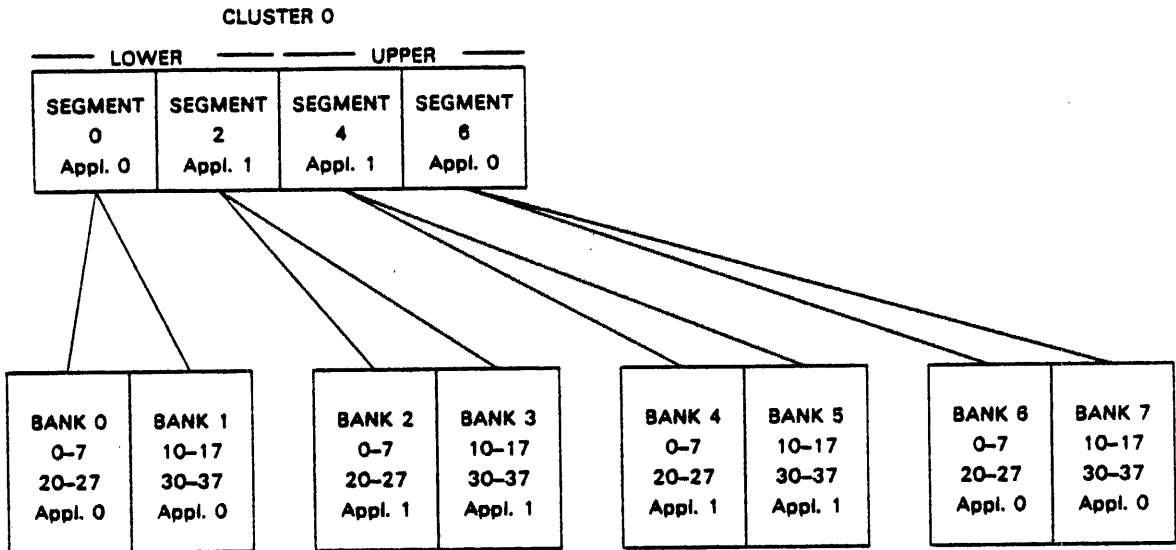 CLUSTER 0
LOWER UPPER
SEGMENT 0 Appl. 0
SEGMENT 2 Appl. 1
SEGMENT 4 Appl. 1
SEGMENT 6 Appl. 0
BANK 0
0–7
20–27
Appl. 0
BANK 1
10–17
30–37
Appl. 0
BANK 2
0–7
20–27
Appl. 1
BANK 3
10–17
30–37
Appl. 1
BANK 4
0–7
20–27
Appl. 1
BANK 5
10–17
30–37
Appl. 1
BANK 6
0–7
20–27
Appl. 0
BANK 7
10–17
30–37
Appl. 0